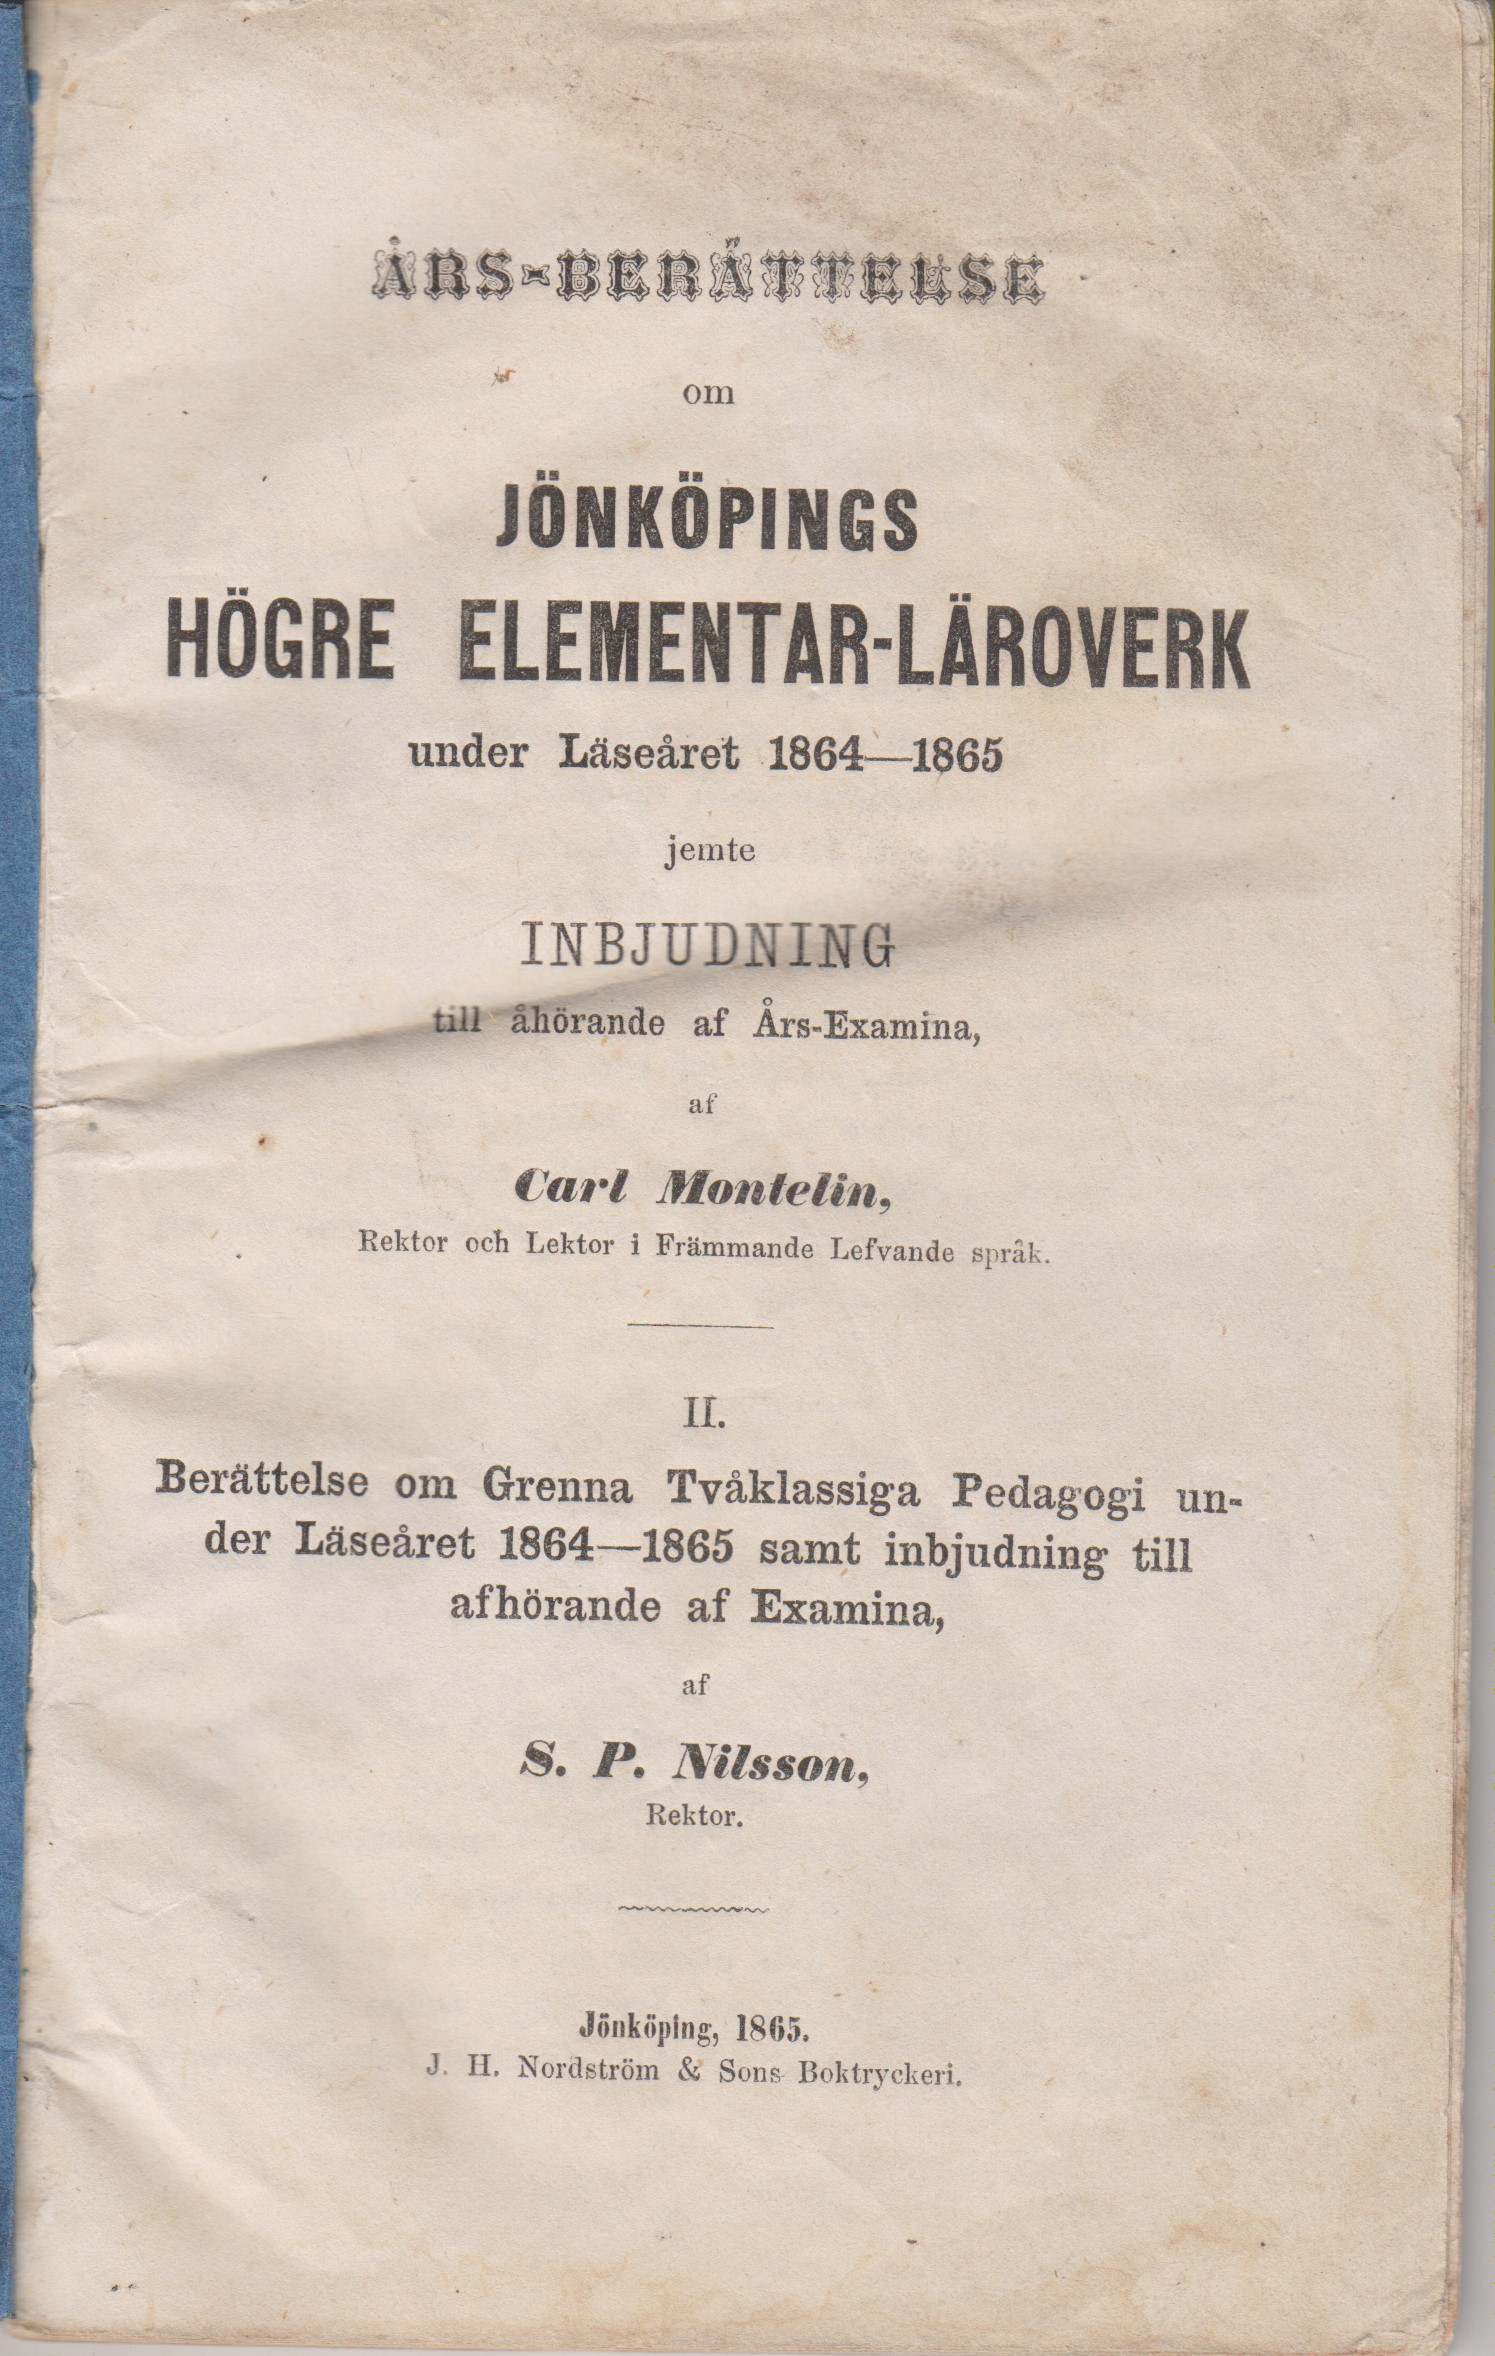 ÅRS-BERÄTTELSE
om
JÖNKÖPINGS
HÖGRE ELEMENTAR-LÄROVERK
under Läseåret 1864—1865
jemte
INBJUDNING
till åhörande af Års-Examina,
af
Carl Montelin,
Rektor och Lektor i Främmande Lefvande språk.
II.
Berättelse om Grenna Tvåklassiga Pedagogi un-
der Läseåret 1864—1865 samt inbjudning till
afhörande af Examina,
af
S. P. Nilsson,
Rektor.
Jönköping, 1865.
J. H. Nordström & Sons Boktryckeri.